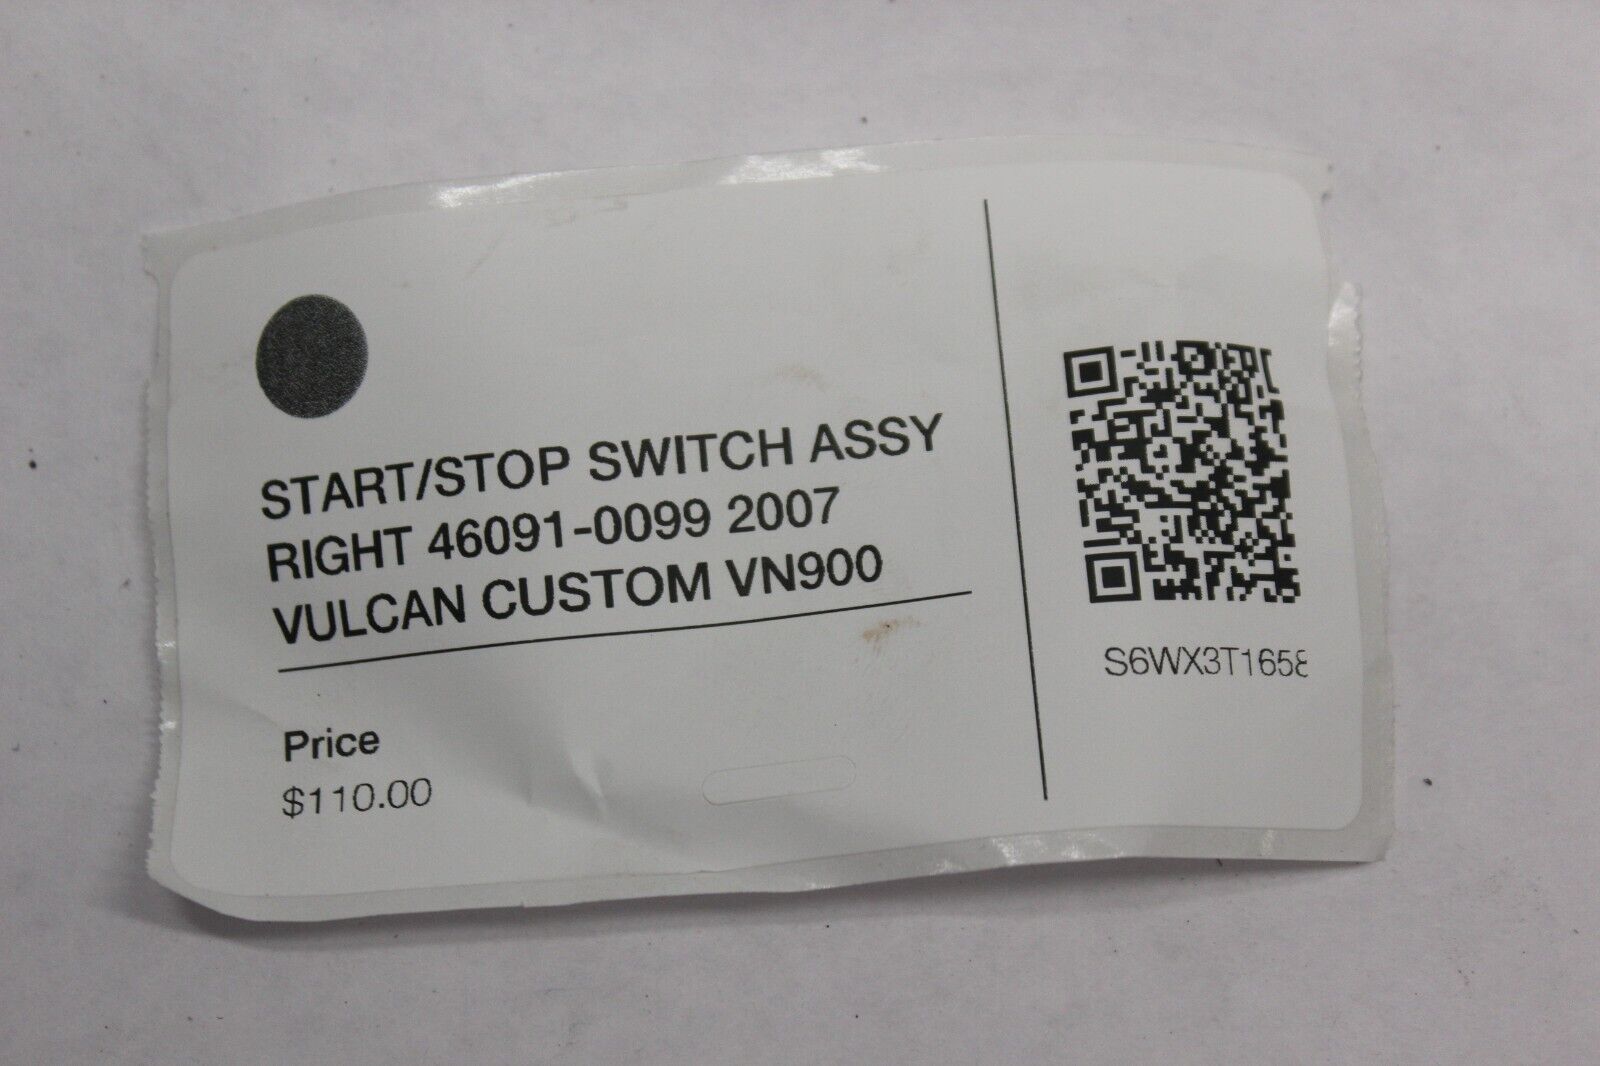 START/STOP SWITCH ASSY
RIGHT 46091-0099 2007
VULCAN CUSTOM VN900
Price
$110.00
S6WX3T1658